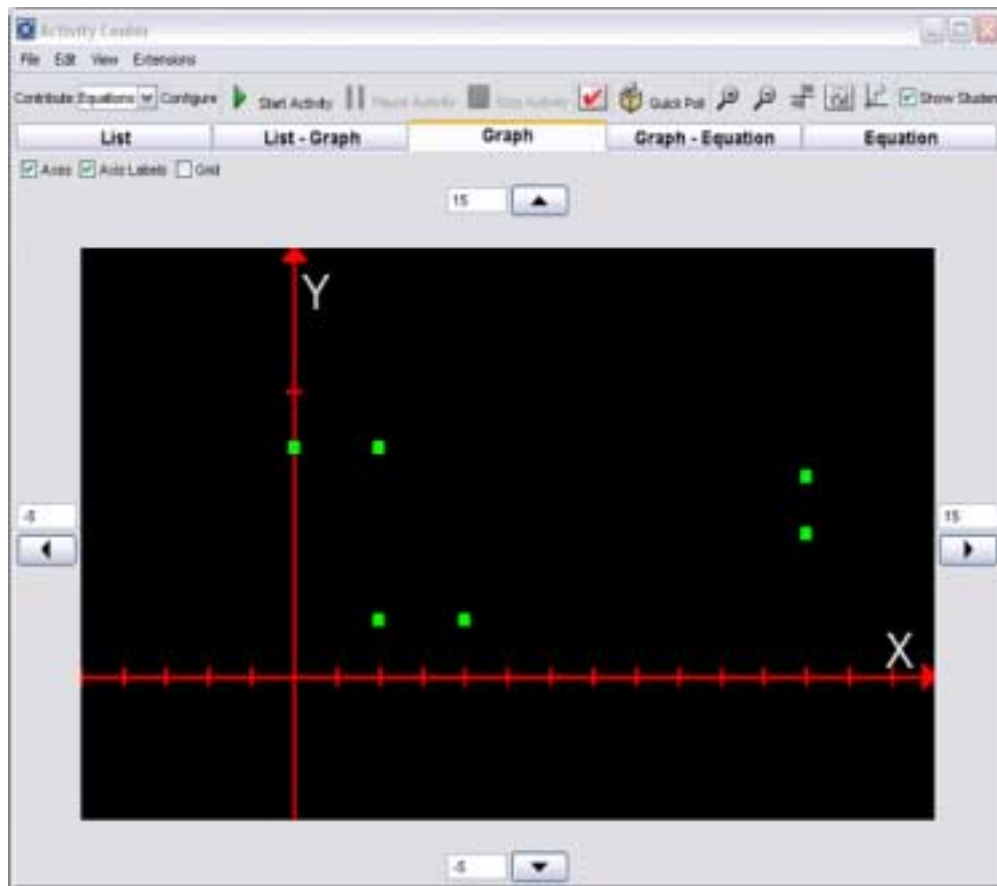 Activity Center
File Edit View Extensions
Contribute Equations Configure Start Activity Pause Activity Stop Activity Quick Poll Show Studen
List List - Graph Graph Graph - Equation Equation
Axes Axis Labels Grid
15
Y
-5 15
X
-5